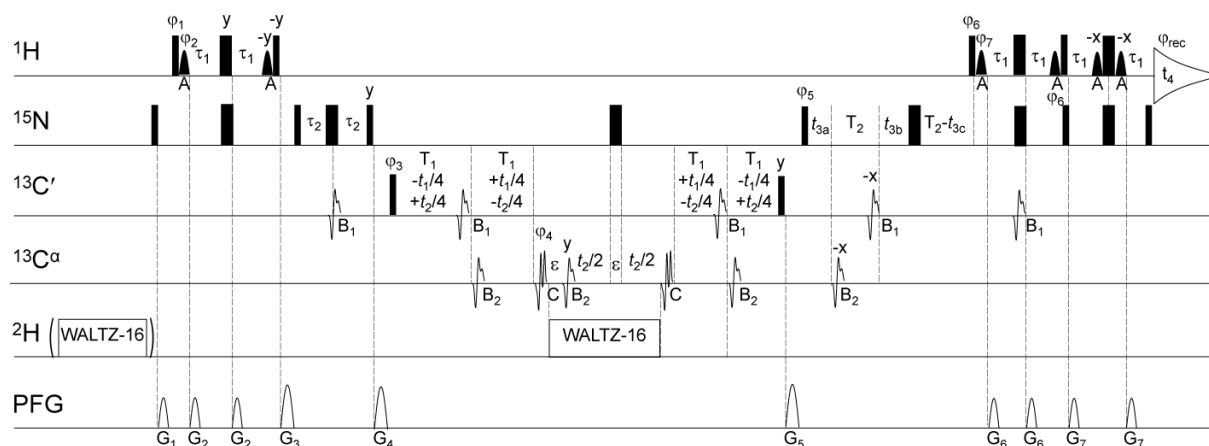 φ1 φ2 y -y -y φ6 φ7 -x -x φrec
1H τ1 τ1 τ1 τ1 τ1 τ1 t4
A A A A A A
y φ5 φ6
15N τ2 τ2 t3a T2 t3b T2-t3c
φ3 T1 T1 T1 T1 y -x
-t1/4 +t1/4 +t1/4 -t1/4
13C′ +t2/4 -t2/4 -t2/4 +t2/4
B1 B1 B1 B1 B1
φ4 y -x
13Cα ε t2/2 ε t2/2
B2 C B2 C B2 B2
2H ( WALTZ-16 ) WALTZ-16
PFG
G1 G2 G2 G3 G4 G5 G6 G6 G7 G7